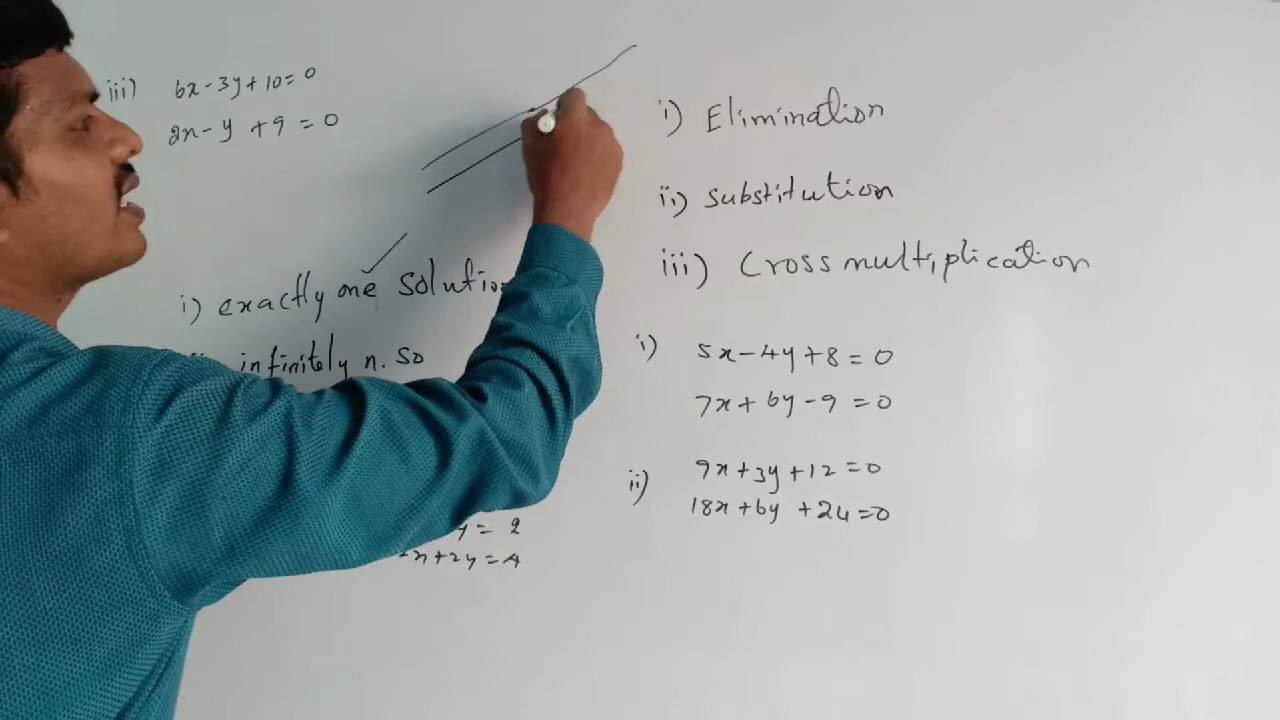 iii) 6x-3y+10=0
2x-y+9=0
i) exactly one solution
infinitely n. so
y=2
x+2y=4
i) Elimination
ii) substitution
iii) Cross multiplication
i) 5x-4y+8=0
7x+6y-9=0
ii) 9x+3y+12=0
18x+6y+24=0